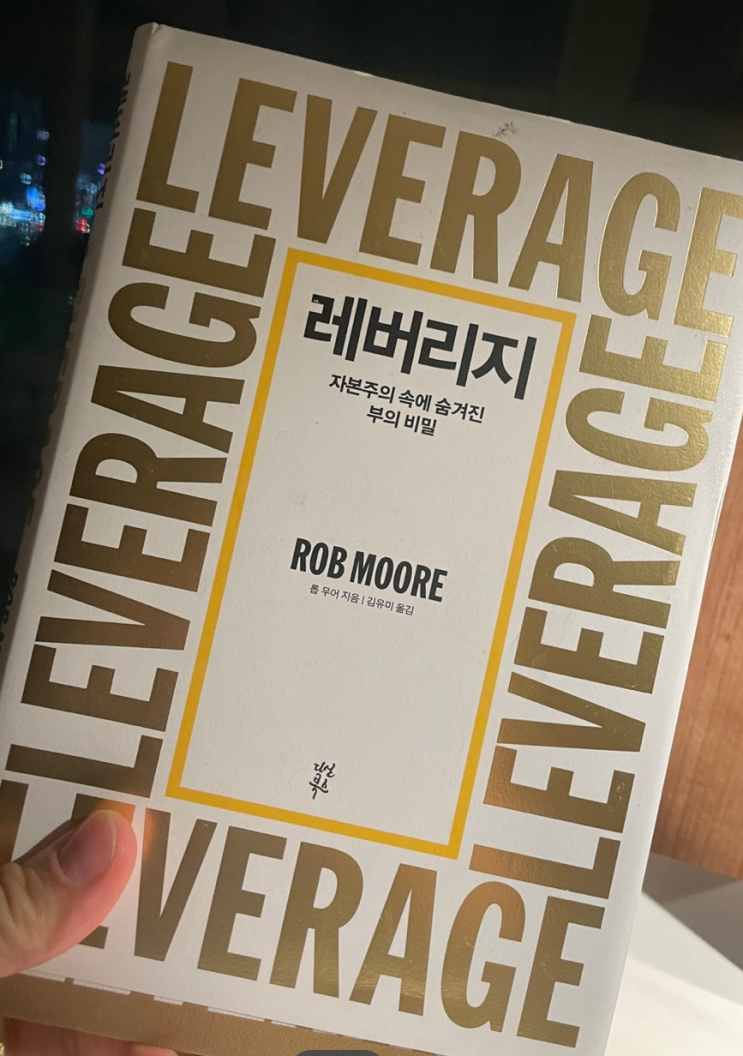 LEVERAGE
LEVERAGE
LEVERAGE
레버리지
자본주의 속에 숨겨진
부의 비밀
ROB MOORE
롭 무어 지음 | 김유미 옮김
다산
북스
LEVERAGE